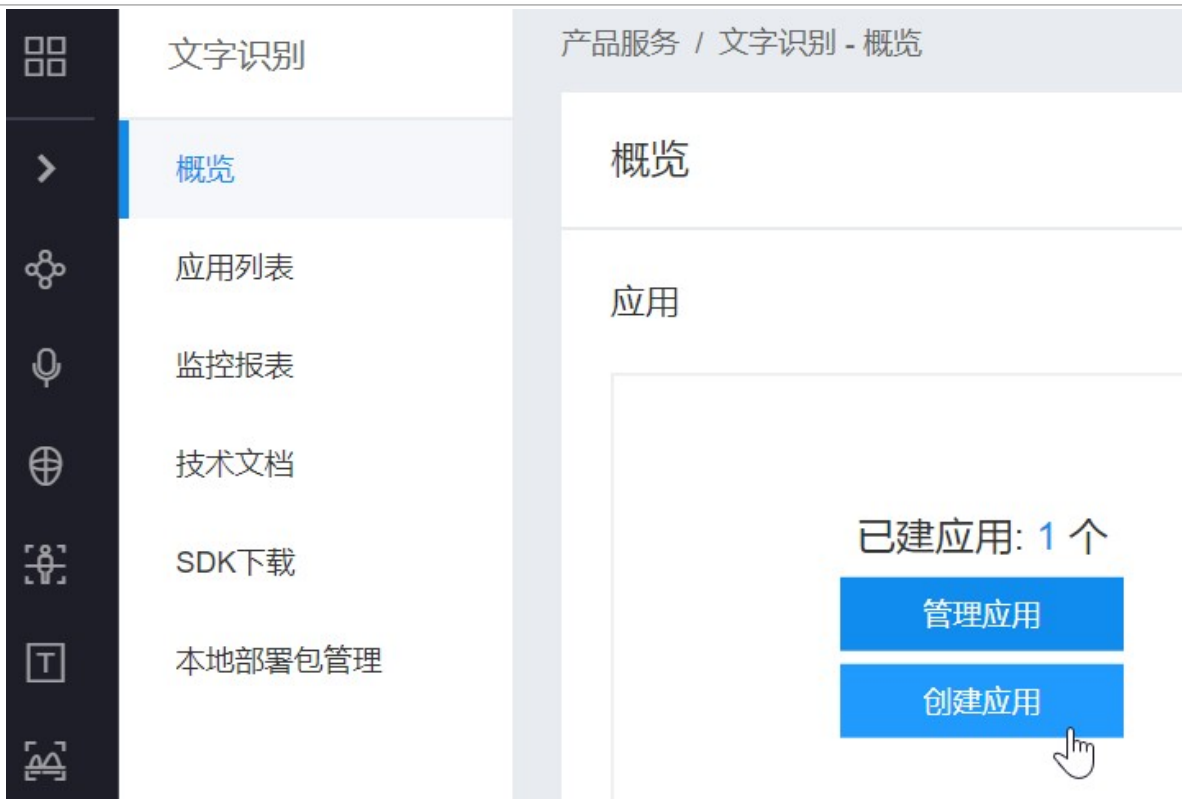 文字识别
概览
应用列表
监控报表
技术文档
SDK下载
本地部署包管理
产品服务 / 文字识别 - 概览
概览
应用
已建应用: 1 个
管理应用
创建应用